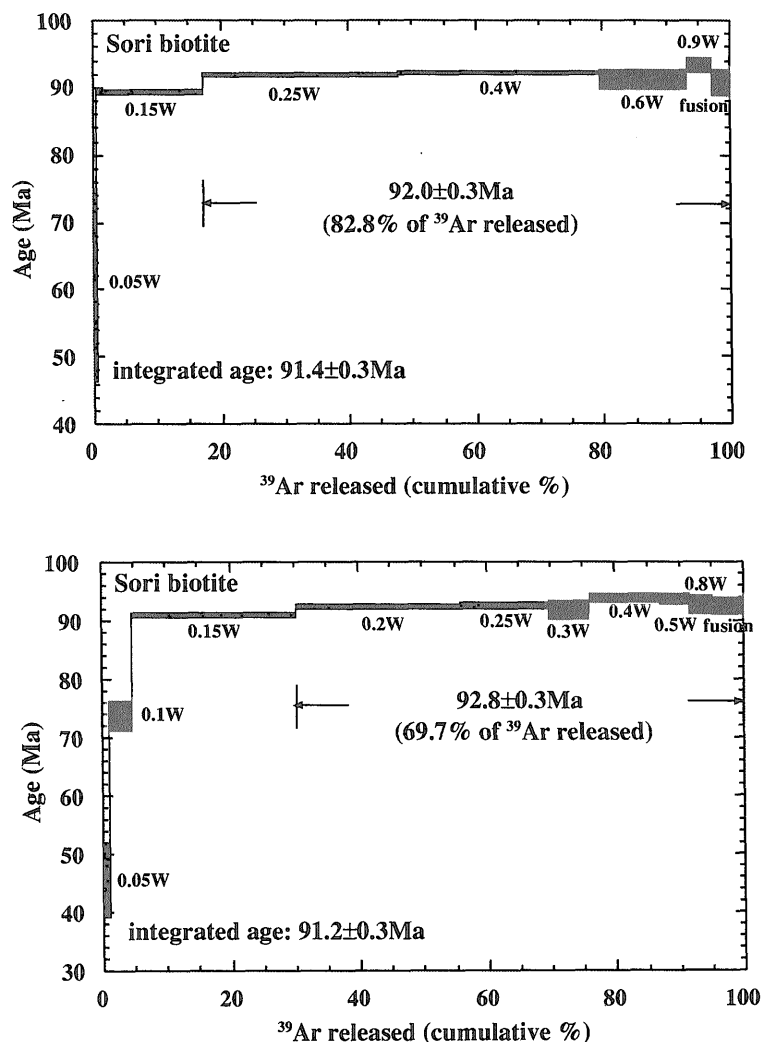 100
Sori biotite
0.9W
90
0.15W
0.25W
0.4W
0.6W
fusion
80
92.0±0.3Ma
(82.8% of ³⁹Ar released)
70
Age (Ma)
60
0.05W
50
integrated age: 91.4±0.3Ma
40
0 20 40 60 80 100
³⁹Ar released (cumulative %)
100
Sori biotite
0.8W
90
0.15W
0.2W
0.25W
0.3W
0.4W
0.5W
fusion
80
0.1W
92.8±0.3Ma
(69.7% of ³⁹Ar released)
70
Age (Ma)
60
50
0.05W
40
integrated age: 91.2±0.3Ma
30
0 20 40 60 80 100
³⁹Ar released (cumulative %)